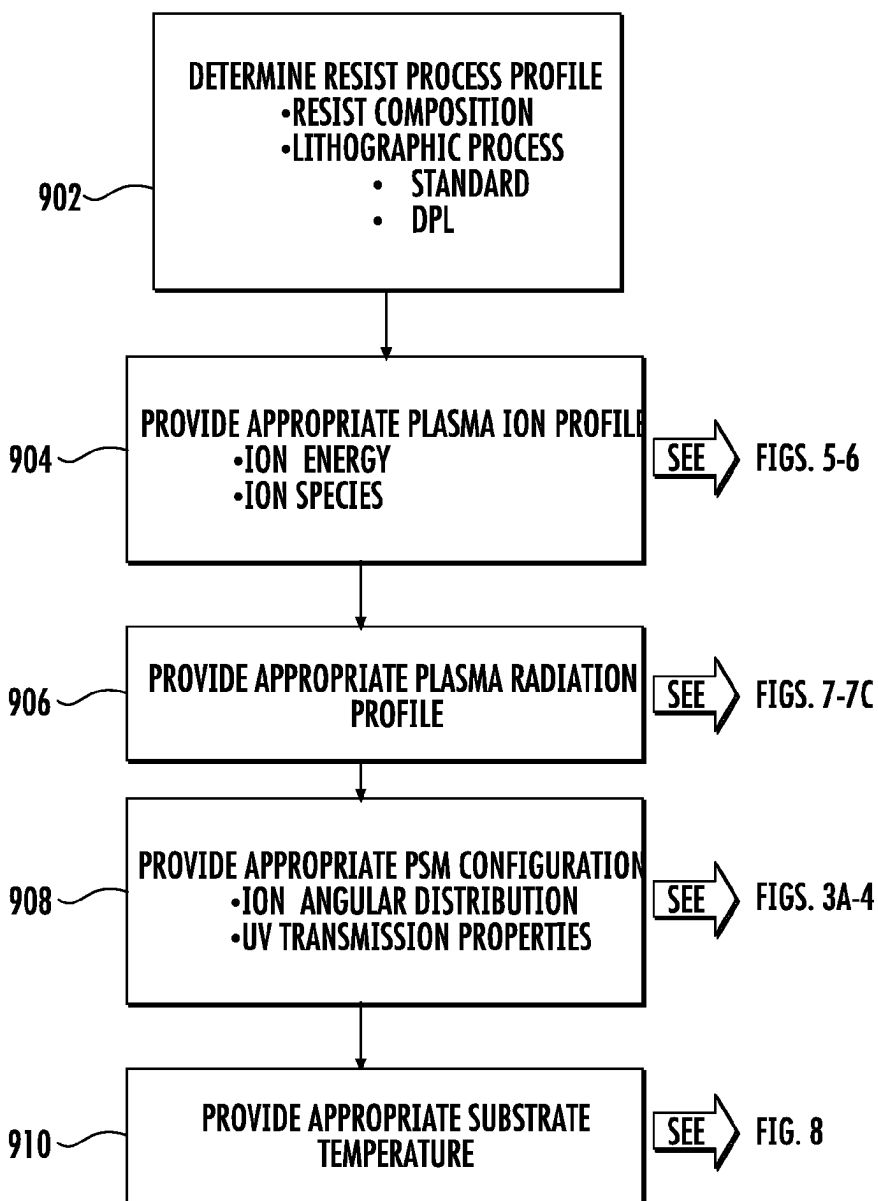 DETERMINE RESIST PROCESS PROFILE
•RESIST COMPOSITION
•LITHOGRAPHIC PROCESS
• STANDARD
• DPL
902
PROVIDE APPROPRIATE PLASMA ION PROFILE
•ION ENERGY
•ION SPECIES
904
SEE
FIGS. 5-6
PROVIDE APPROPRIATE PLASMA RADIATION
PROFILE
906
SEE
FIGS. 7-7C
PROVIDE APPROPRIATE PSM CONFIGURATION
•ION ANGULAR DISTRIBUTION
•UV TRANSMISSION PROPERTIES
908
SEE
FIGS. 3A-4
PROVIDE APPROPRIATE SUBSTRATE
TEMPERATURE
910
SEE
FIG. 8